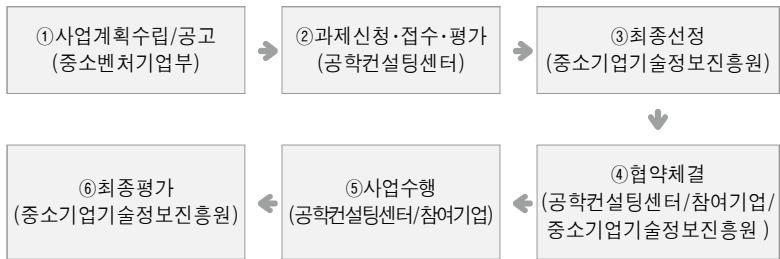 ①사업계획수립/공고
(중소벤처기업부)
②과제신청·접수·평가
(공학컨설팅센터)
③최종선정
(중소기업기술정보진흥원)
④협약체결
(공학컨설팅센터/참여기업/
중소기업기술정보진흥원 )
⑤사업수행
(공학컨설팅센터/참여기업)
⑥최종평가
(중소기업기술정보진흥원)